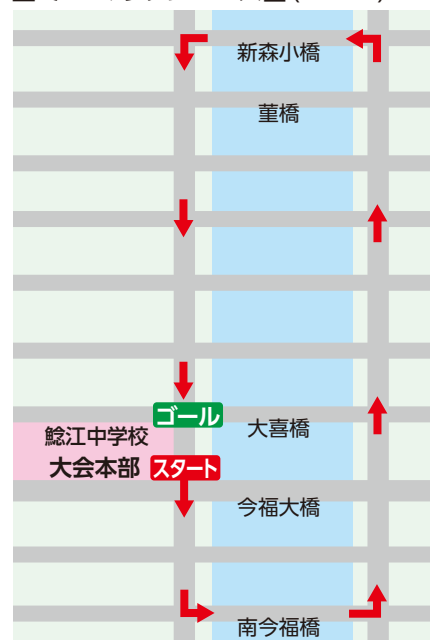 新森小橋
菫橋
ゴール
大喜橋
鯰江中学校
大会本部
スタート
今福大橋
南今福橋